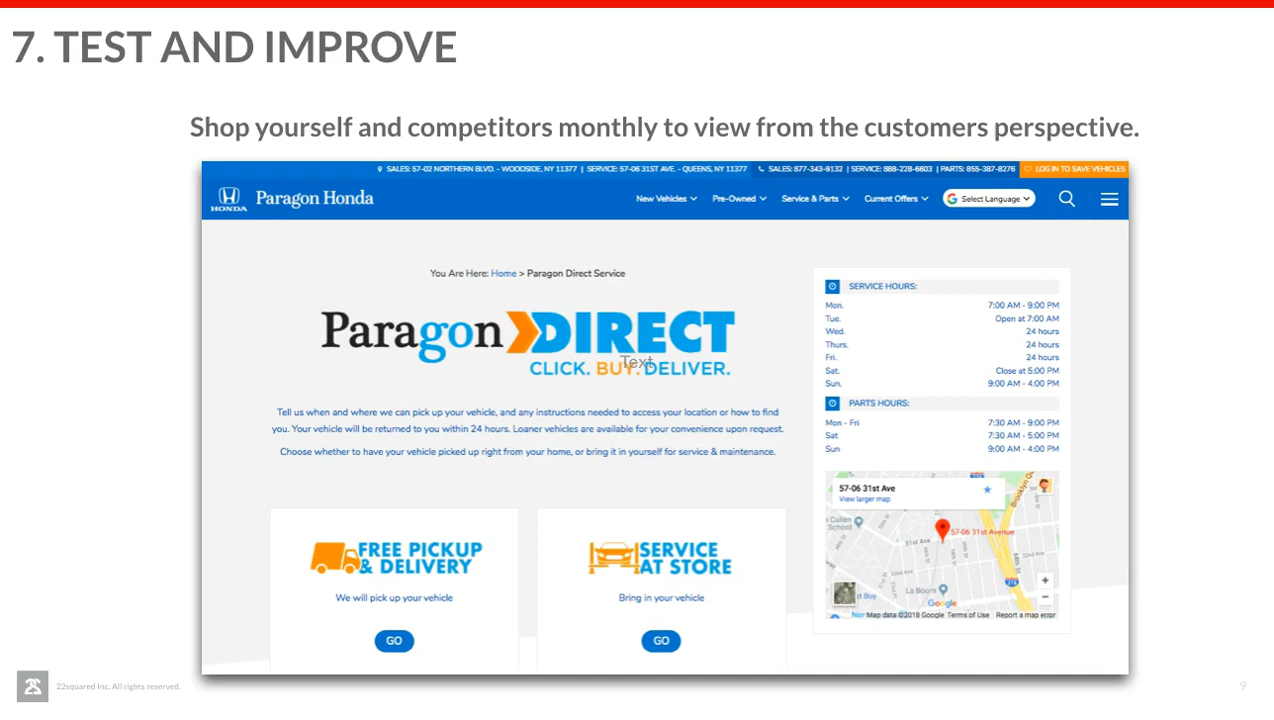 7. TEST AND IMPROVE
Shop yourself and competitors monthly to view from the customers perspective.
SALES: 57-02 NORTHERN BLVD. - WOODSIDE, NY 11377 | SERVICE: 57-06 31ST AVE. - QUEENS, NY 11377
SALES: 877-343-9132 | SERVICE: 888-228-6603 | PARTS: 855-387-8276
LOG IN TO SAVE VEHICLES
HONDA
Paragon Honda
New Vehicles
Pre-Owned
Service & Parts
Current Offers
Select Language
You Are Here: Home > Paragon Direct Service
Paragon DIRECT
CLICK. BUY. DELIVER.
Text
Tell us when and where we can pick up your vehicle, and any instructions needed to access your location or how to find
you. Your vehicle will be returned to you within 24 hours. Loaner vehicles are available for your convenience upon request.
Choose whether to have your vehicle picked up right from your home, or bring it in yourself for service & maintenance.
FREE PICKUP
& DELIVERY
We will pick up your vehicle
GO
SERVICE
AT STORE
Bring in your vehicle
GO
SERVICE HOURS:
Mon. 7:00 AM - 9:00 PM
Tue. Open at 7:00 AM
Wed. 24 hours
Thurs. 24 hours
Fri. 24 hours
Sat. Close at 5:00 PM
Sun. 9:00 AM - 4:00 PM
PARTS HOURS:
Mon - Fri 7:30 AM - 9:00 PM
Sat 7:30 AM - 5:00 PM
Sun 9:00 AM - 4:00 PM
57-06 31st Ave
View larger map
Cullen
School
31st Ave
57-06 31st Avenue
La Boom
st Buy
Google
Map data ©2018 Google Terms of Use Report a map error
22squared Inc. All rights reserved.
9